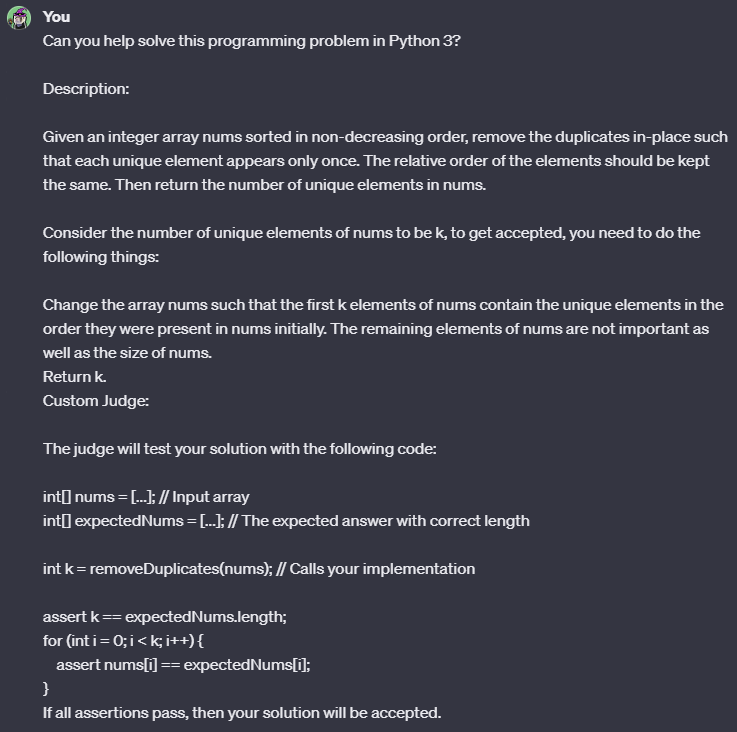 You
Can you help solve this programming problem in Python 3?
Description:
Given an integer array nums sorted in non-decreasing order, remove the duplicates in-place such
that each unique element appears only once. The relative order of the elements should be kept
the same. Then return the number of unique elements in nums.
Consider the number of unique elements of nums to be k, to get accepted, you need to do the
following things:
Change the array nums such that the first k elements of nums contain the unique elements in the
order they were present in nums initially. The remaining elements of nums are not important as
well as the size of nums.
Return k.
Custom Judge:
The judge will test your solution with the following code:
int[] nums = [...]; // Input array
int[] expectedNums = [...]; // The expected answer with correct length
int k = removeDuplicates(nums); // Calls your implementation
assert k == expectedNums.length;
for (int i = 0; i < k; i++) {
    assert nums[i] == expectedNums[i];
}
If all assertions pass, then your solution will be accepted.